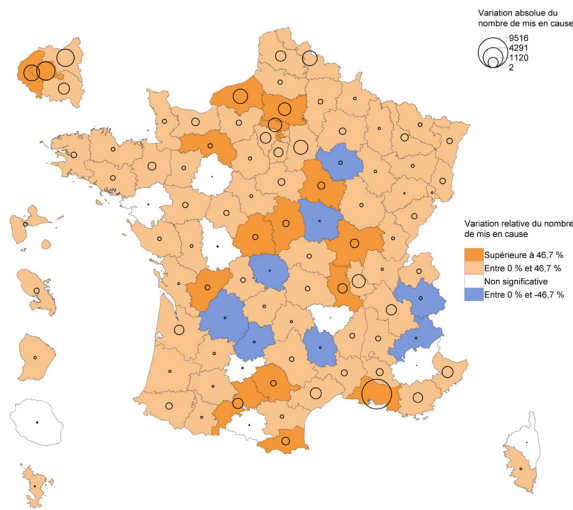 Variation absolue du
nombre de mis en cause
9516
4291
1120
2
Variation relative du nombre
de mis en cause
Supérieure à 46,7 %
Entre 0 % et 46,7 %
Non significative
Entre 0 % et -46,7 %